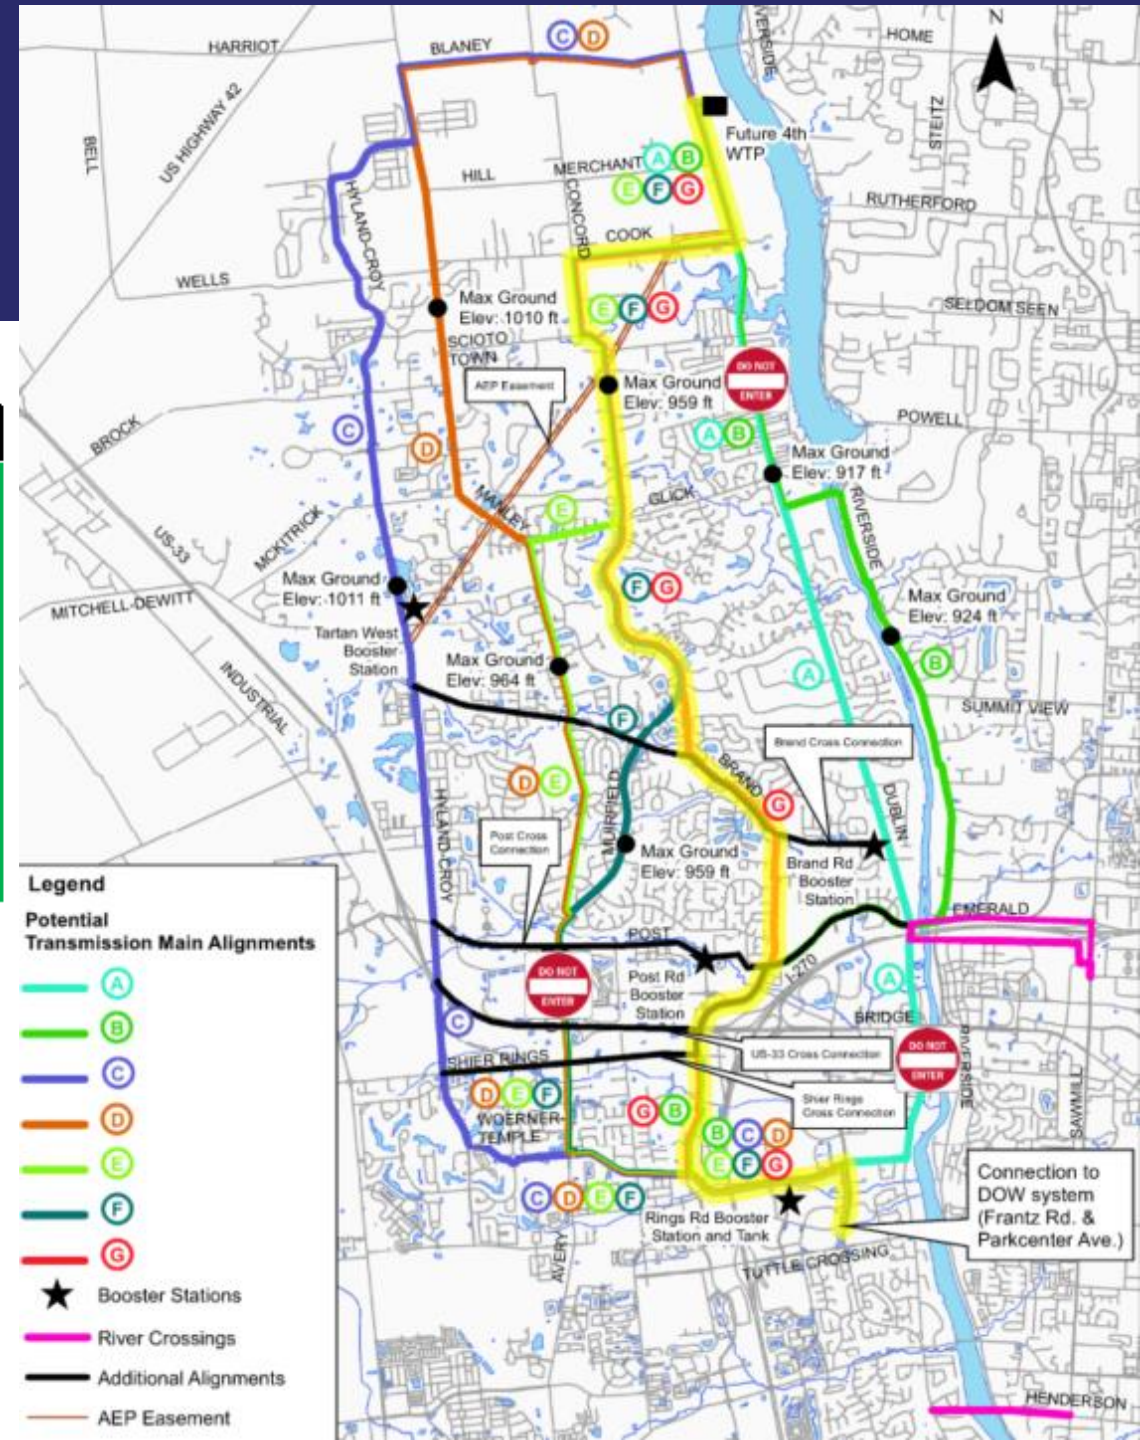 HARRIOT
BLANEY
C D
RIVERSIDE
HOME
N
BELL
US HIGHWAY 42
STEITZ
Future 4th
WTP
HILL
MERCHANT
A B
E F G
CONCORD
HYLAND-CROY
RUTHERFORD
COOK
WELLS
Max Ground
Elev: 1010 ft
E F G
SELDOM SEEN
SCIOTO
TOWN
AEP Easement
DO NOT
ENTER
Max Ground
Elev: 959 ft
POWELL
BROCK
C
D
A B
Max Ground
Elev: 917 ft
MANLEY
GLICK
RIVERSIDE
E
US-33
MCKITRICK
Max Ground
Elev: 1011 ft
F G
MITCHELL-DEWITT
Max Ground
Elev: 924 ft
Tartan West
Booster
Station
Max Ground
Elev: 964 ft
A
B
INDUSTRIAL
F
SUMMIT VIEW
Brand Cross Connection
D E
BRAND
G
MUIRFIELD
DUBLIN
HYLAND-CROY
Post Cross
Connection
Max Ground
Elev: 959 ft
Brand Rd
Booster
Station
EMERALD
POST
DO NOT
ENTER
Post Rd
Booster
Station
I-270
A
BRIDGE
C
US-33 Cross Connection
DO NOT
ENTER
RIVERSIDE
SHIER RINGS
Shier Rings
Cross Connection
D E F
G B
WOERNER-
TEMPLE
B C D
E F G
SAWMILL
C D E F
Rings Rd Booster
Station and Tank
AVERY
TUTTLE CROSSING
Connection to
DOW system
(Frantz Rd. &
Parkcenter Ave.)
HENDERSON
Legend
Potential
Transmission Main Alignments
A
B
C
D
E
F
G
Booster Stations
River Crossings
Additional Alignments
AEP Easement